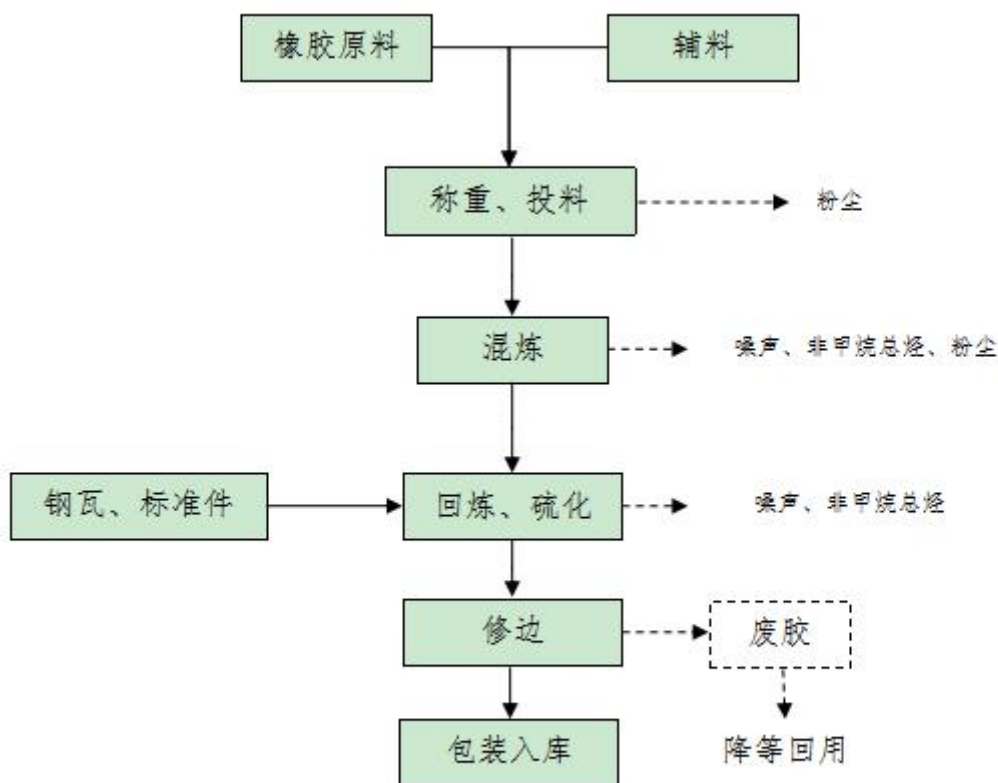 橡胶原料
辅料
称重、投料
粉尘
混炼
噪声、非甲烷总烃、粉尘
钢瓦、标准件
回炼、硫化
噪声、非甲烷总烃
修边
废胶
包装入库
降等回用